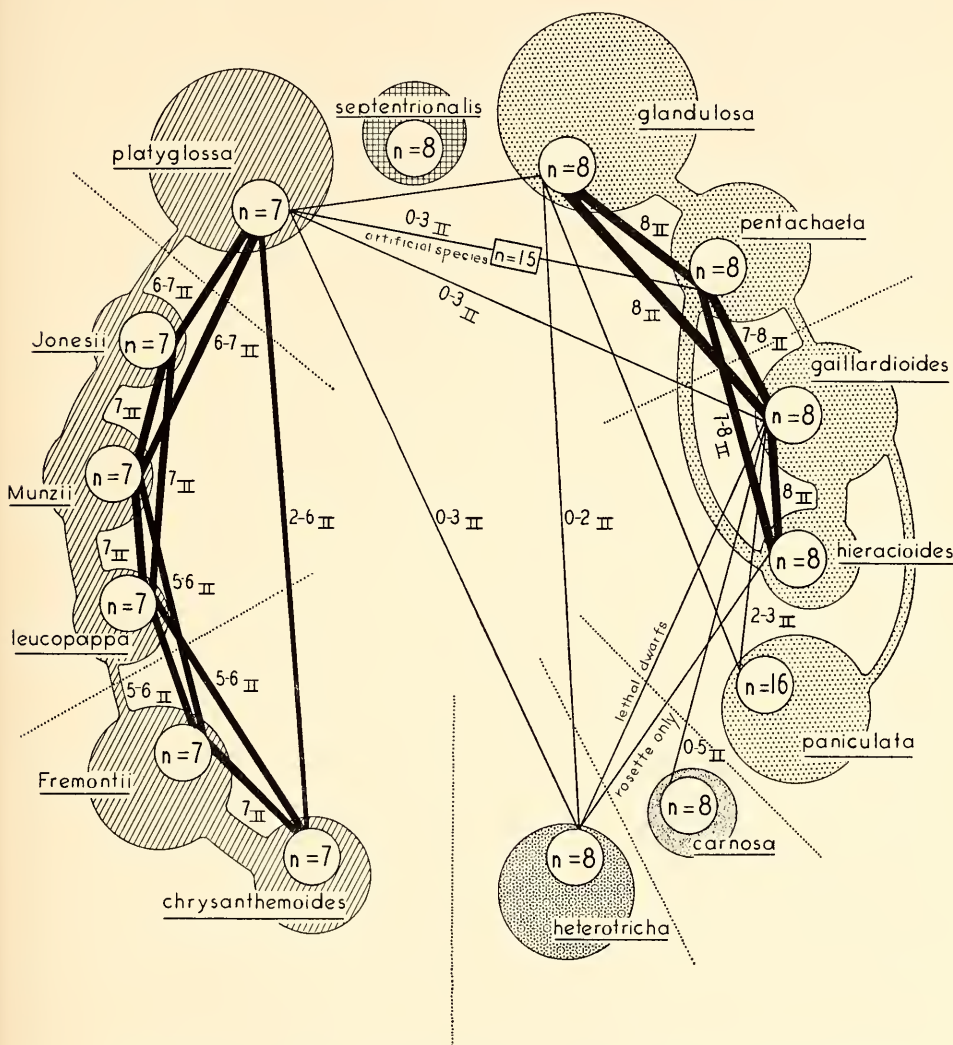 septentrionalis
n=8
glandulosa
n=8
platyglossa
n=7
pentachaeta
n=8
8II
0-3 II
artificial species
n=15
0-3 II
6-7 II
6-7 II
8 II
7-8 II
Jonesii
n=7
gaillardioides
n=8
7 II
7-8 II
7 II
Munzii
n=7
8 II
2-6 II
0-3 II
0-2 II
hieracioides
n=8
7 II
5-6 II
leucopappa
n=7
2-3 II
lethal dwarfs
5-6 II
5-6 II
n=16
paniculata
rosette only
0-5 II
Fremontii
n=7
7 II
n=8
carnosa
n=7
chrysanthemoides
n=8
heterotricha